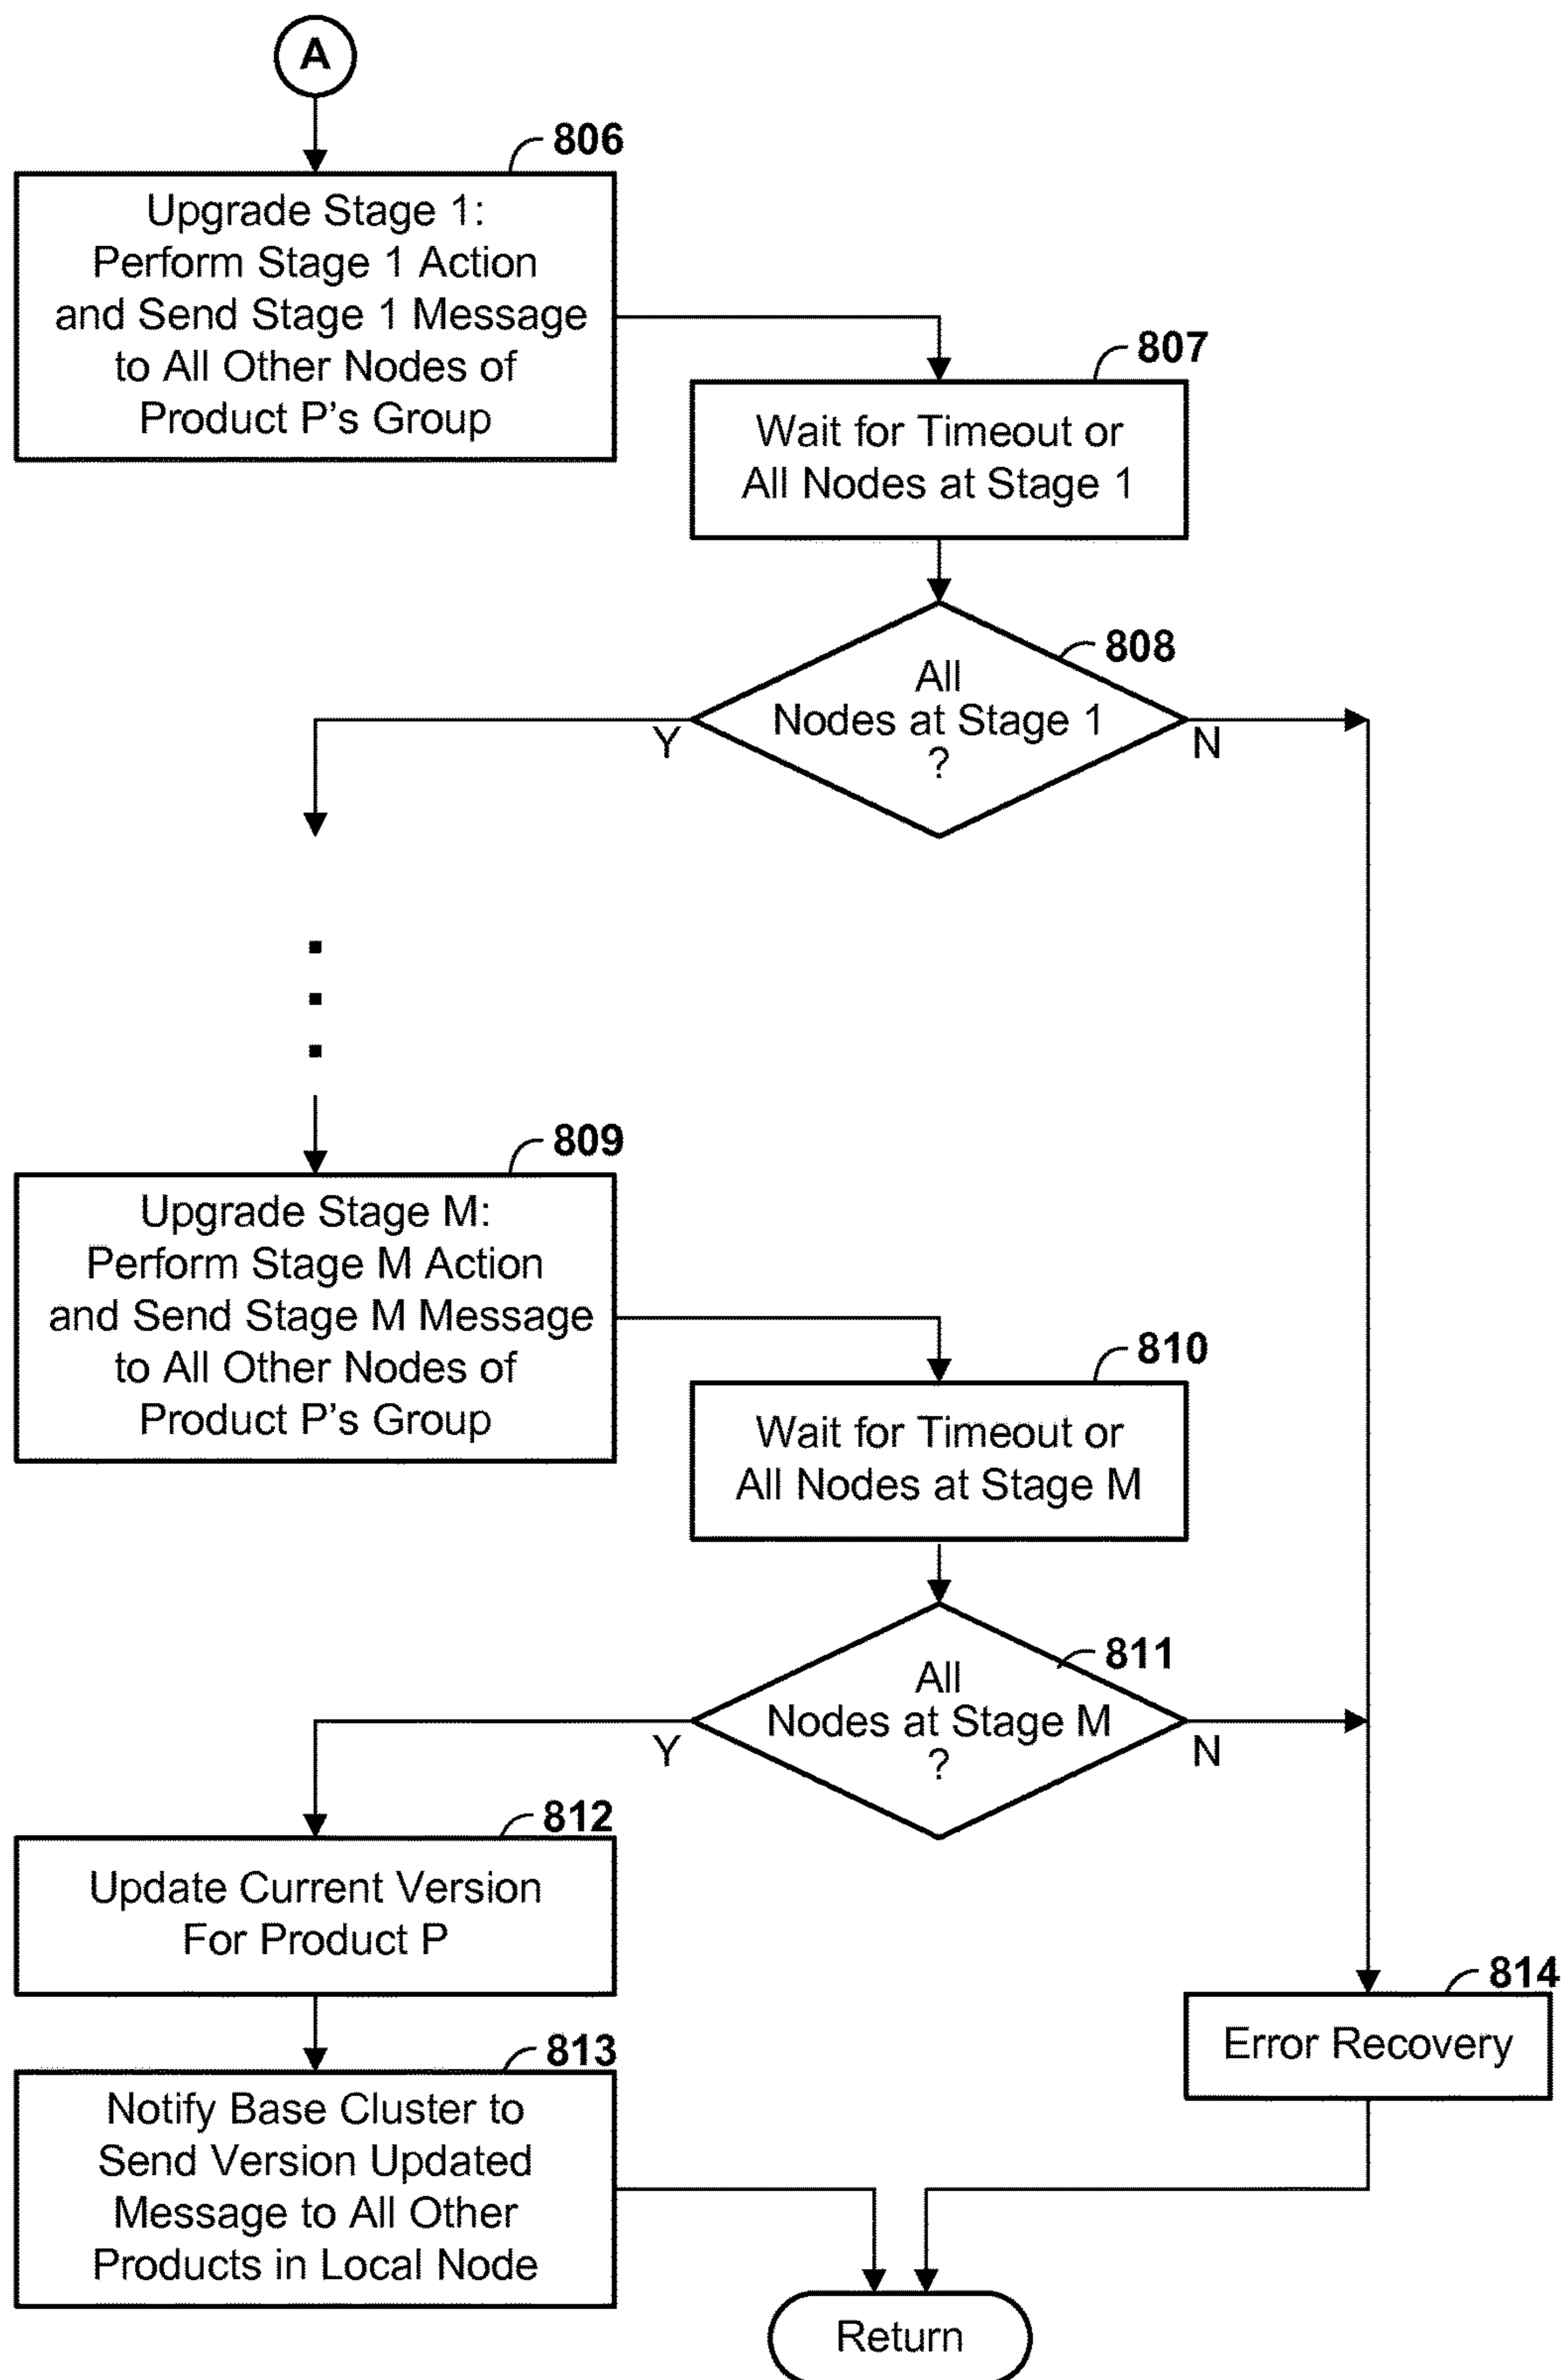 A
806
Upgrade Stage 1:
Perform Stage 1 Action
and Send Stage 1 Message
to All Other Nodes of
Product P's Group
807
Wait for Timeout or
All Nodes at Stage 1
808
All
Nodes at Stage 1
?
Y
N
809
Upgrade Stage M:
Perform Stage M Action
and Send Stage M Message
to All Other Nodes of
Product P's Group
810
Wait for Timeout or
All Nodes at Stage M
811
All
Nodes at Stage M
?
Y
N
812
Update Current Version
For Product P
813
Notify Base Cluster to
Send Version Updated
Message to All Other
Products in Local Node
814
Error Recovery
Return